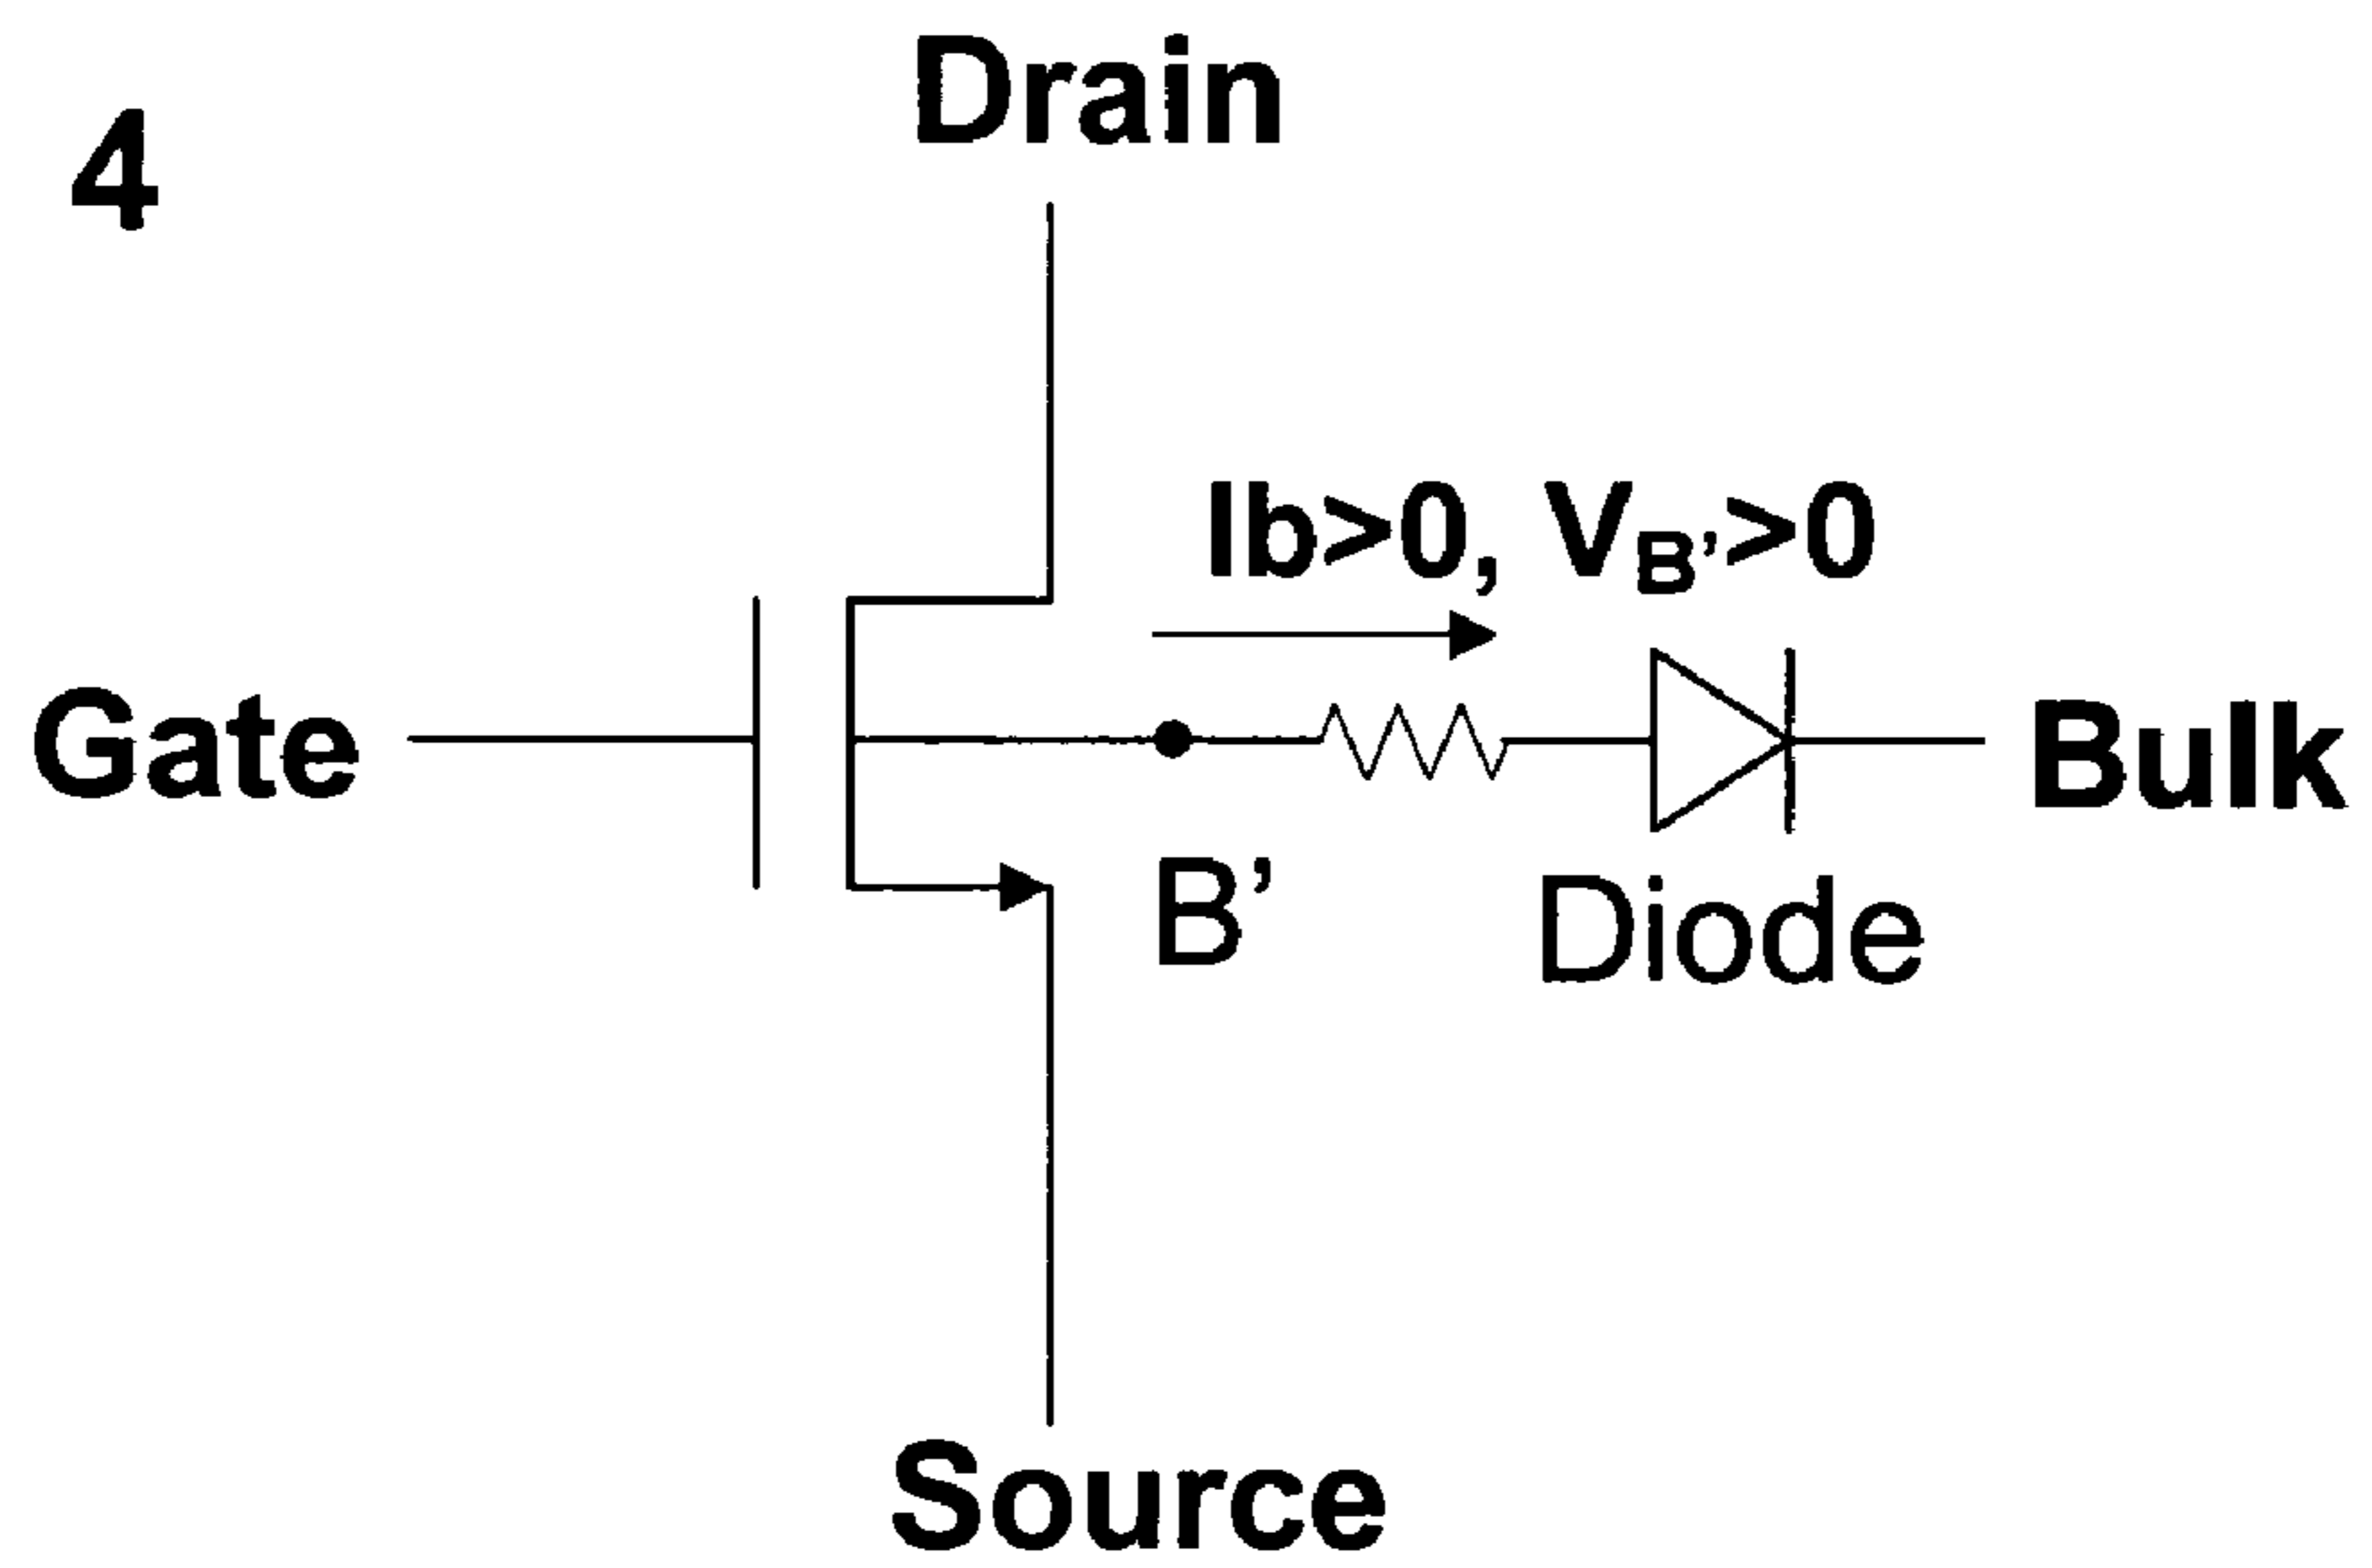 4
Drain
Ib>0, VB’>0
Gate
Bulk
B’
Diode
Source